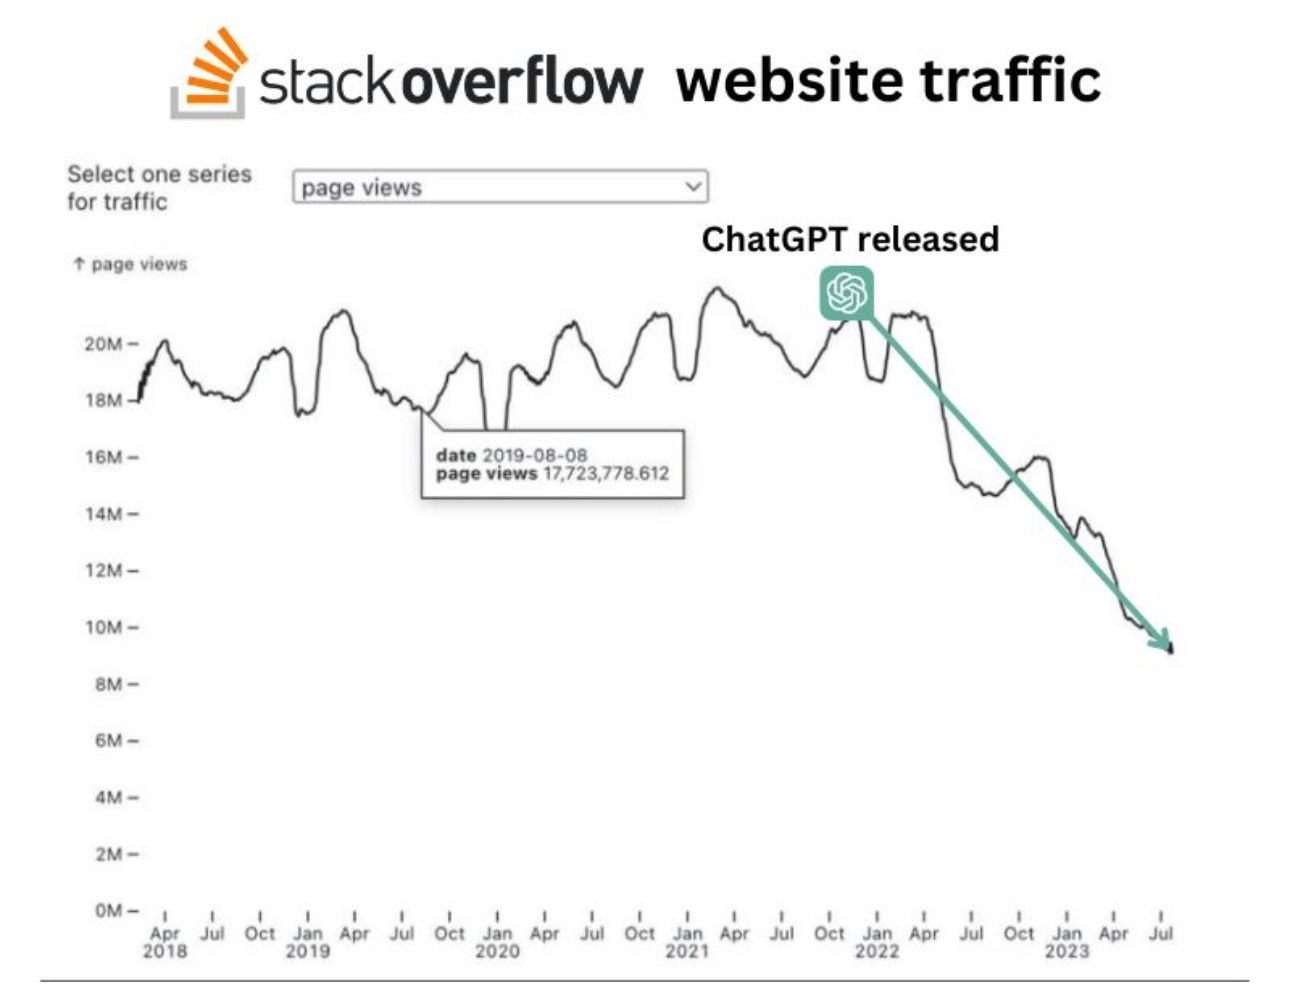 stackoverflow website traffic
Select one series
for traffic
page views
ChatGPT released
↑ page views
20M
18M
16M
14M
12M
10M
8M
6M
4M
2M
0M
date 2019-08-08
page views 17,723,778.612
Apr Jul Oct Jan Apr Jul Oct Jan Apr Jul Oct Jan Apr Jul Oct Jan Apr Jul Oct Jan Apr Jul
2018 2019 2020 2021 2022 2023